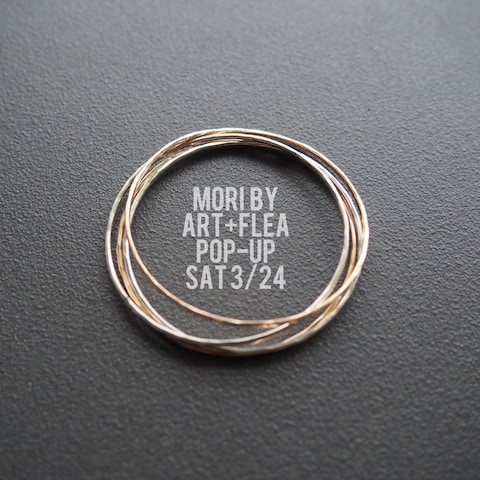 MORI BY
ART+FLEA
POP-UP
SAT 3/24